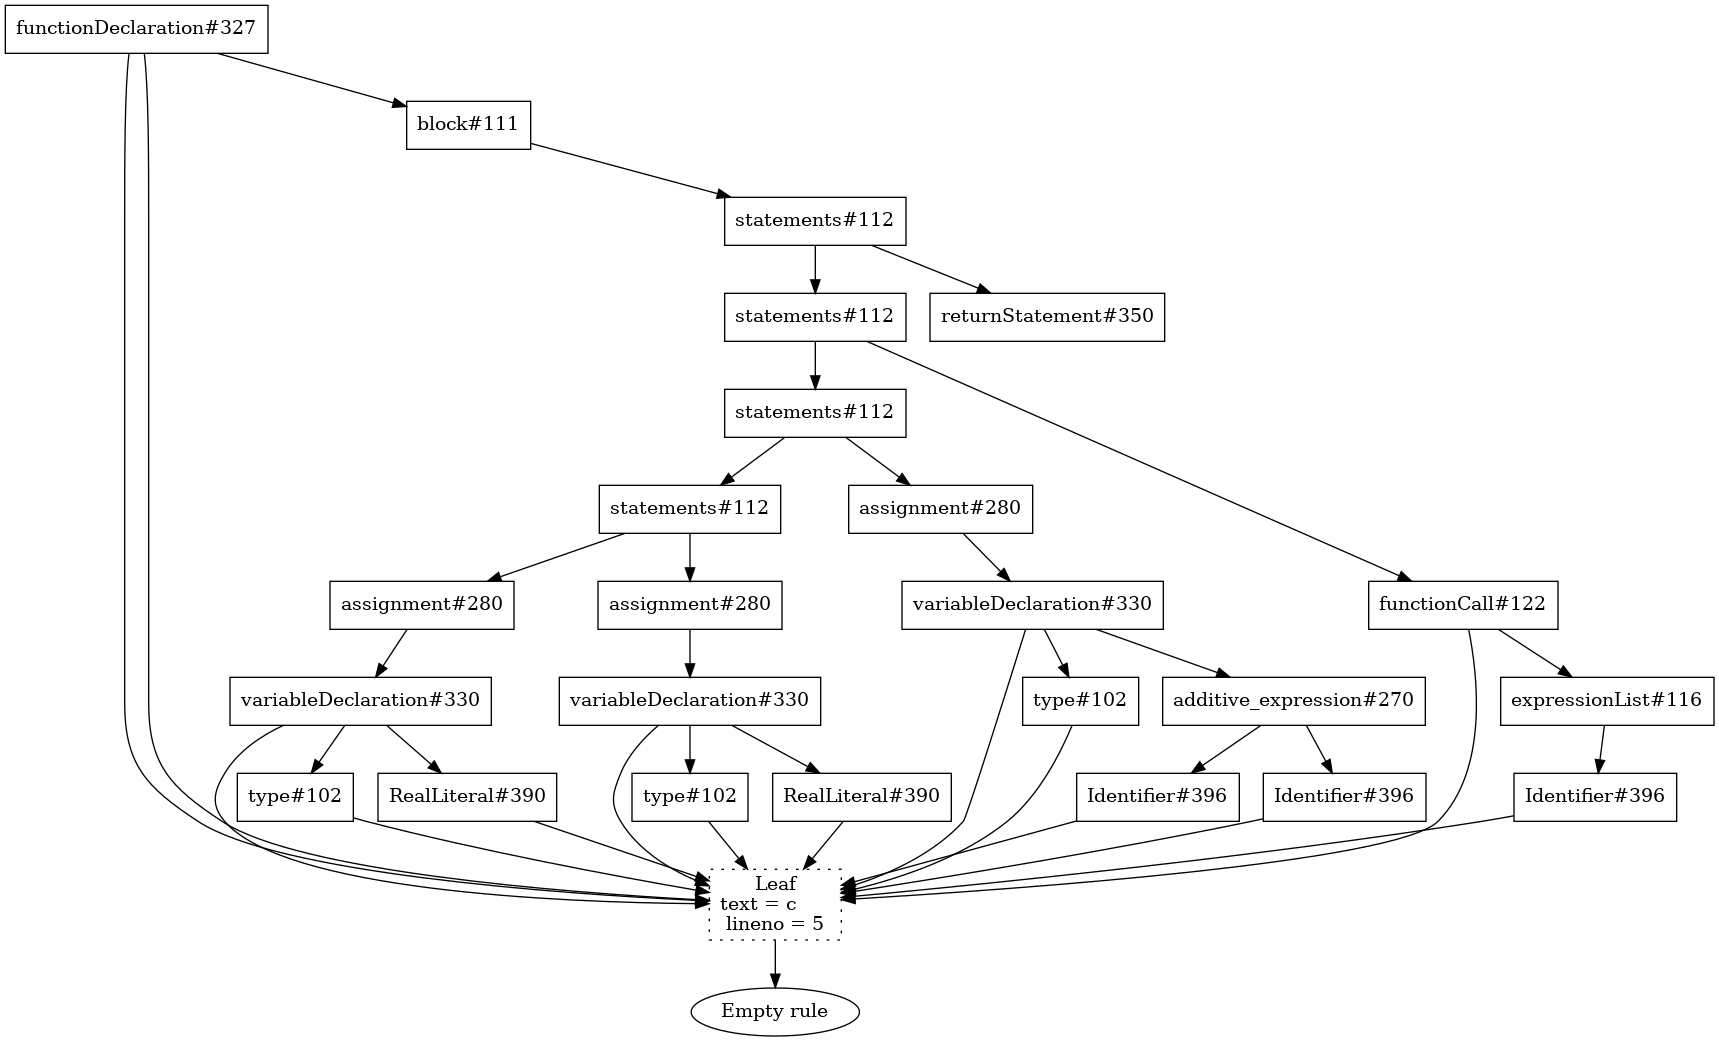 functionDeclaration#327
block#111
statements#112
statements#112
returnStatement#350
statements#112
statements#112
assignment#280
assignment#280
assignment#280
variableDeclaration#330
functionCall#122
variableDeclaration#330
variableDeclaration#330
type#102
additive_expression#270
expressionList#116
type#102
RealLiteral#390
type#102
RealLiteral#390
Identifier#396
Identifier#396
Identifier#396
Leaf
text = c
lineno = 5
Empty rule